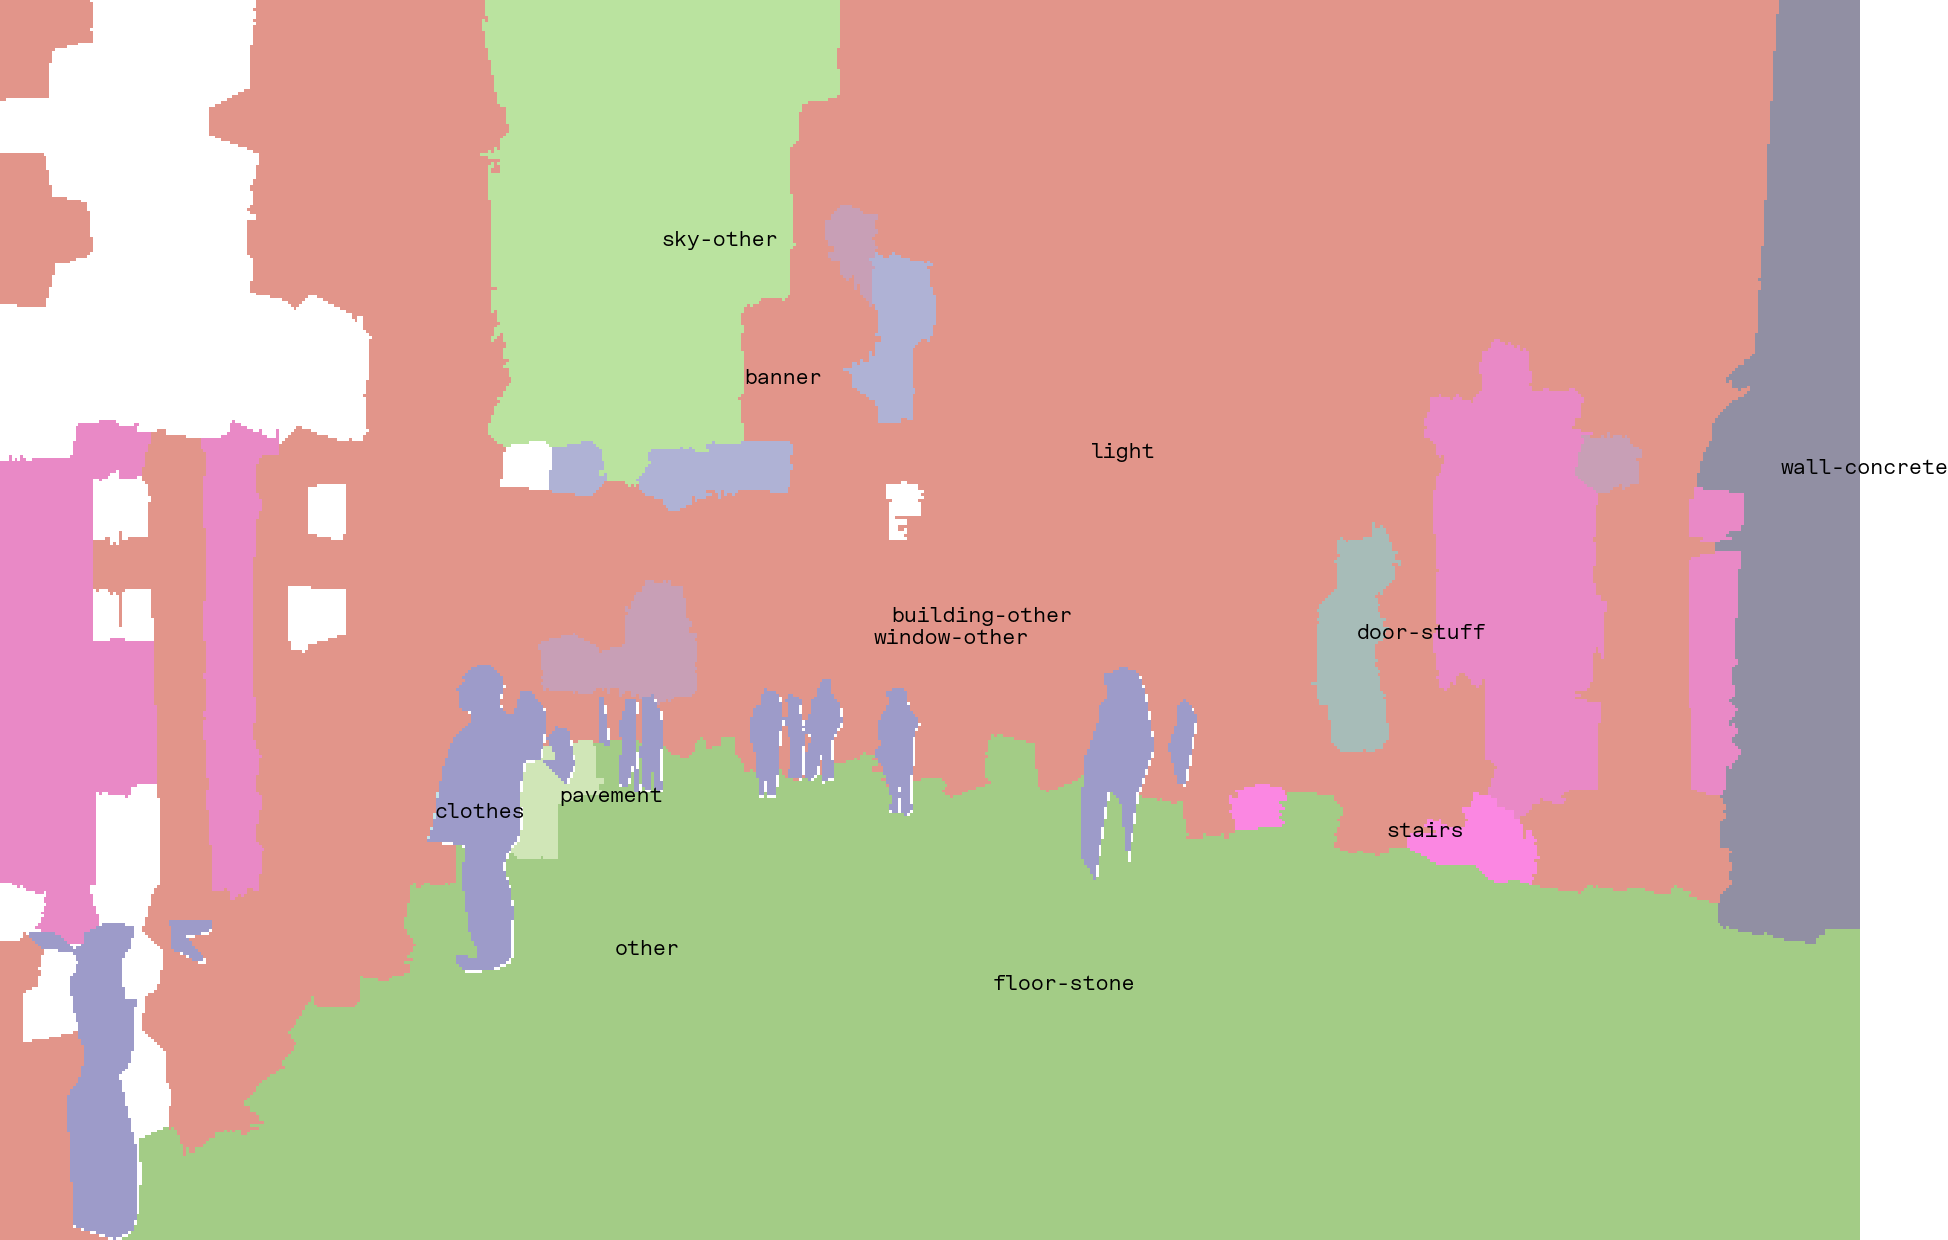 sky-other
banner
light
wall-concrete
building-other
window-other
door-stuff
pavement
clothes
stairs
other
floor-stone